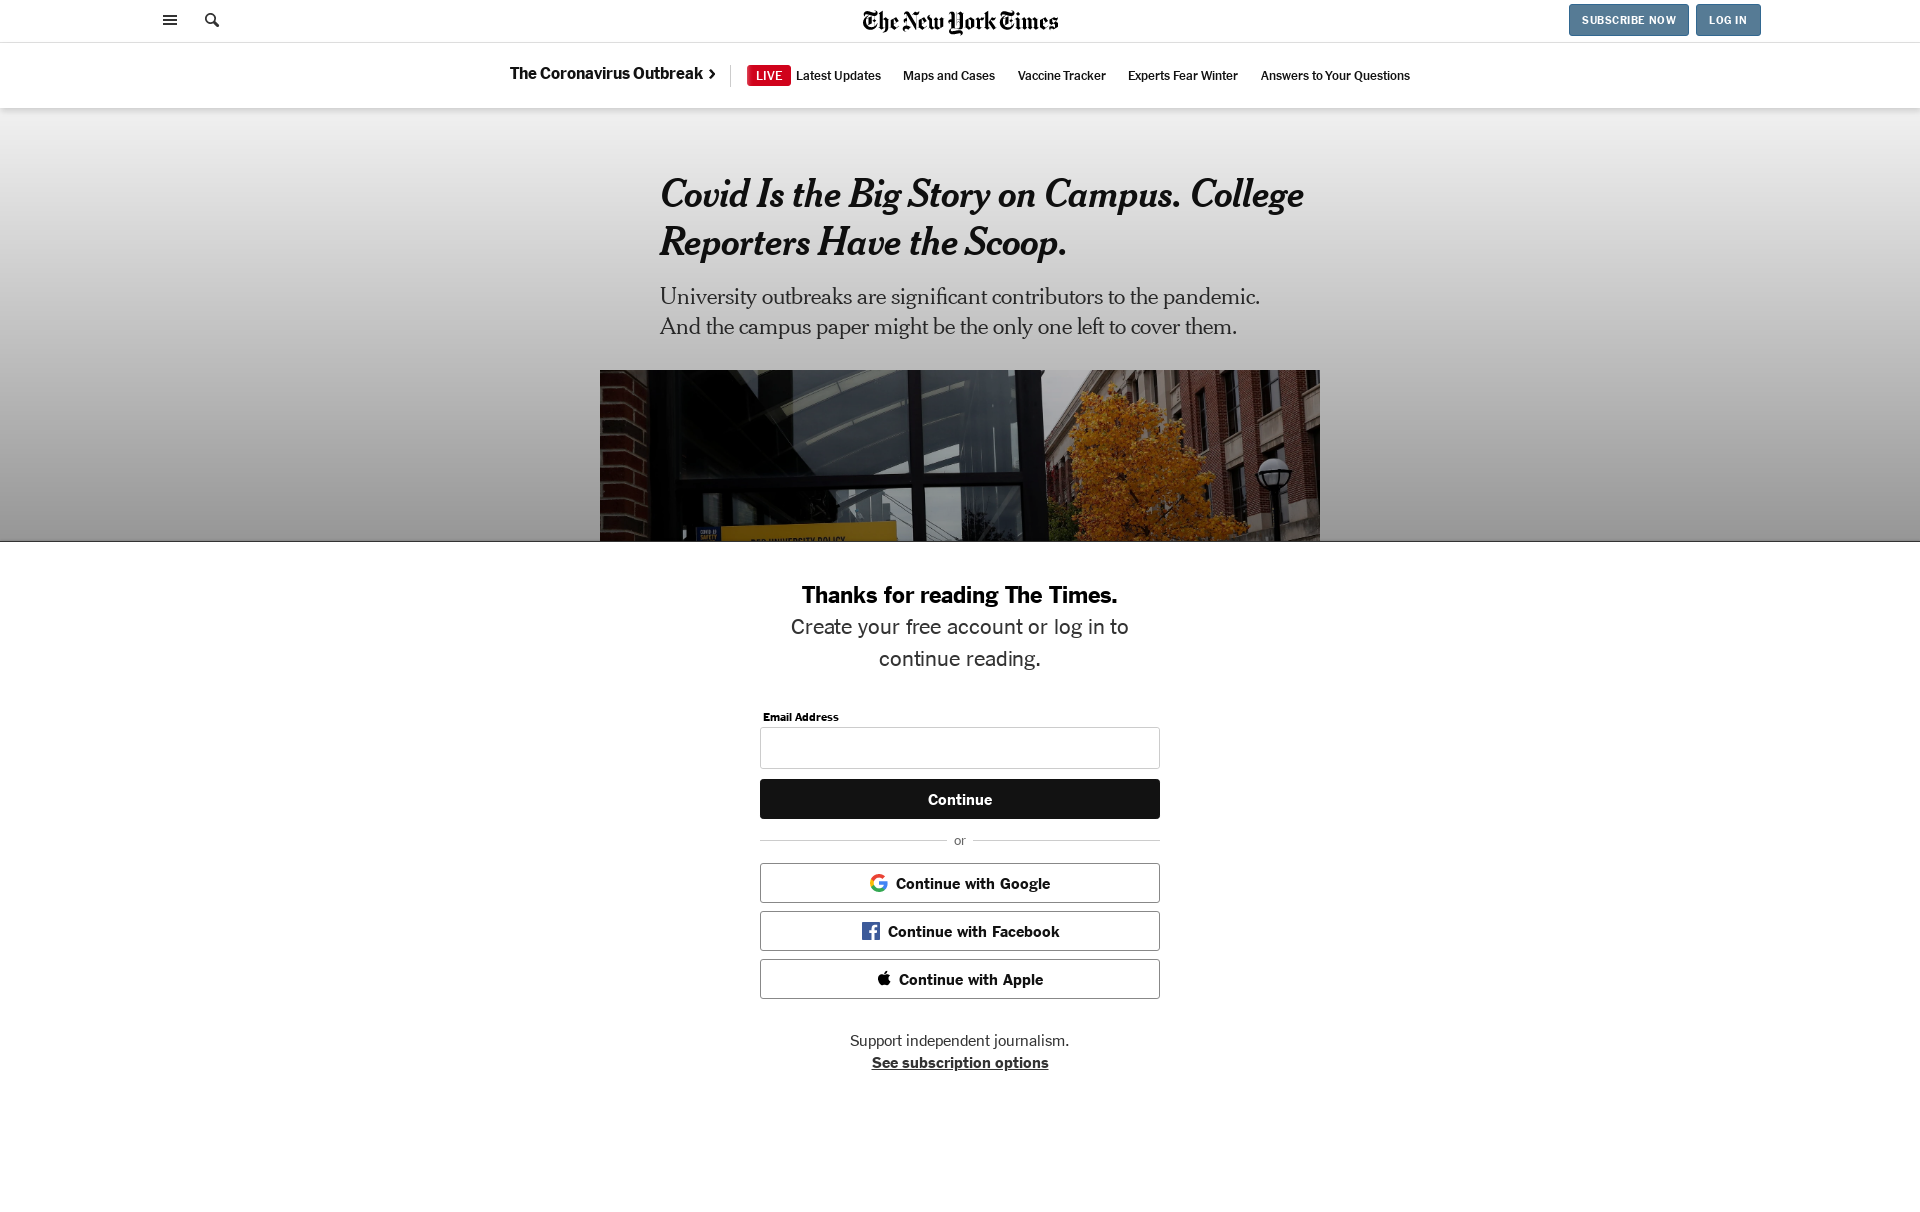 The New York Times
SUBSCRIBE NOW
LOG IN
The Coronavirus Outbreak
LIVE Latest Updates
Maps and Cases
Vaccine Tracker
Experts Fear Winter
Answers to Your Questions
Covid Is the Big Story on Campus. College
Reporters Have the Scoop.
University outbreaks are significant contributors to the pandemic.
And the campus paper might be the only one left to cover them.
Thanks for reading The Times.
Create your free account or log in to
continue reading.
Email Address
Continue
or
Continue with Google
Continue with Facebook
Continue with Apple
Support independent journalism.
See subscription options